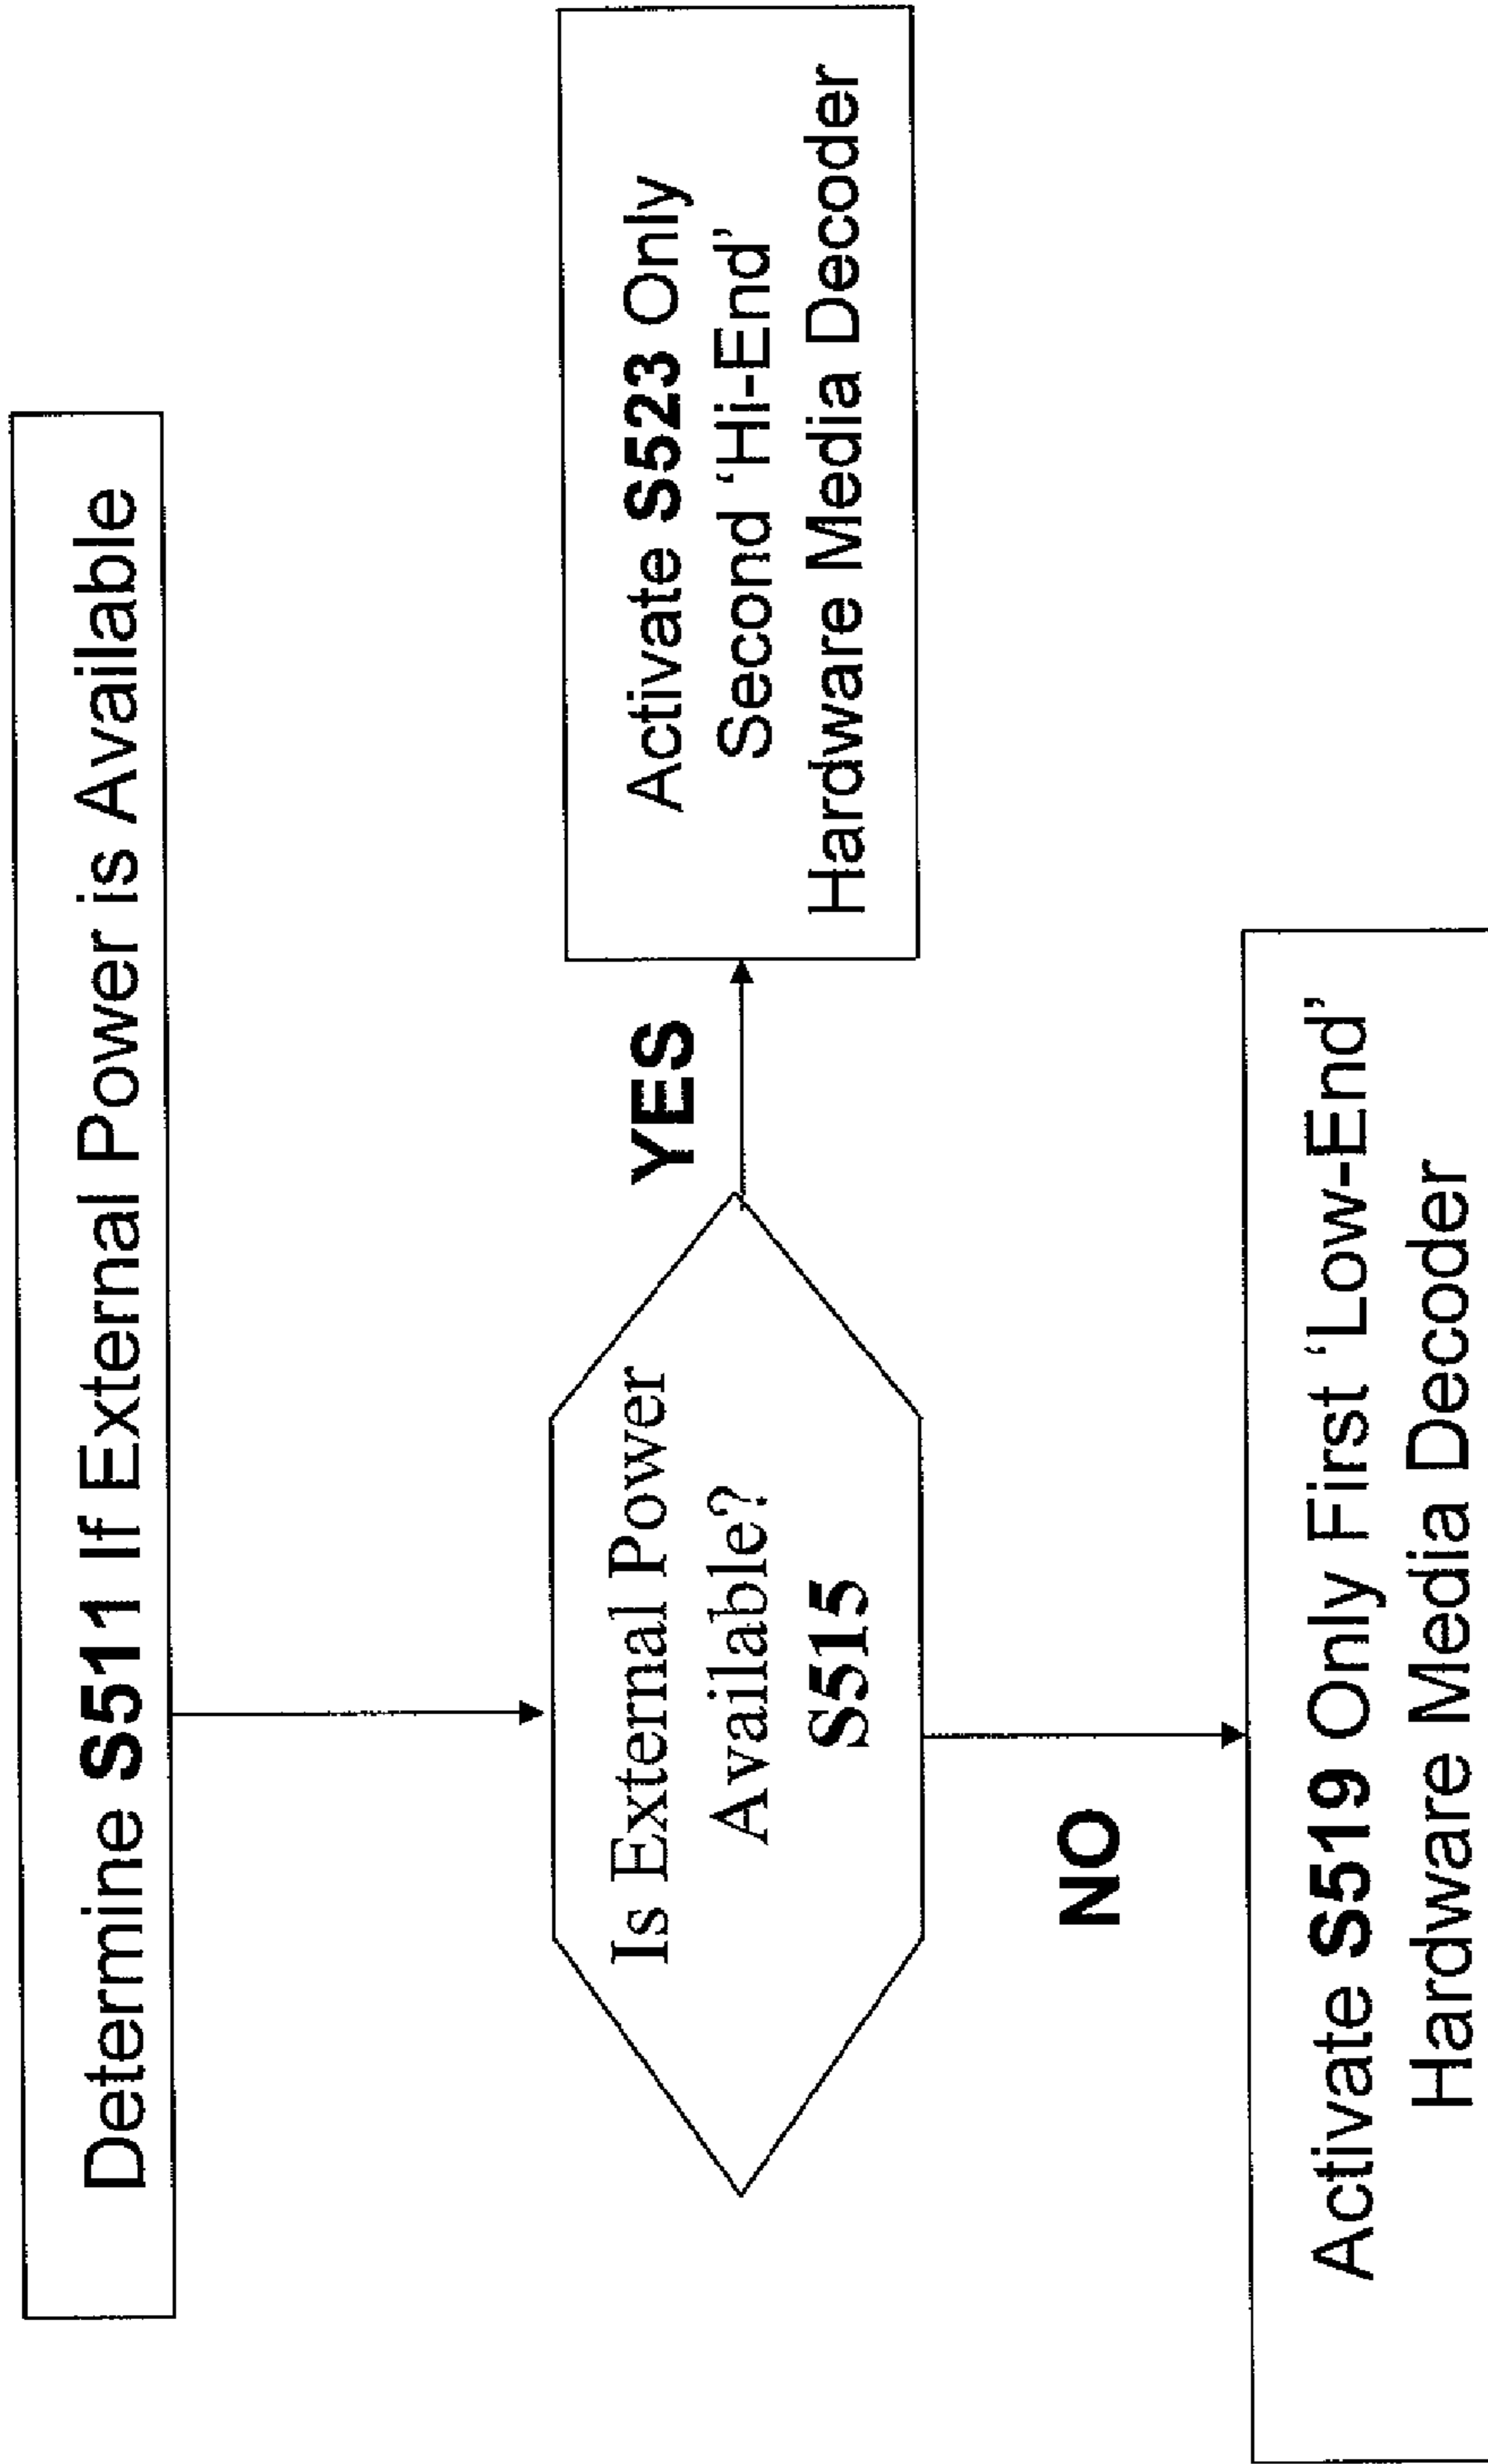 Determine S511 If External Power is Available
Is External Power
Available?
S515
YES
Activate S523 Only
Second ‘Hi-End’
Hardware Media Decoder
NO
Activate S519 Only First ‘Low-End’
Hardware Media Decoder